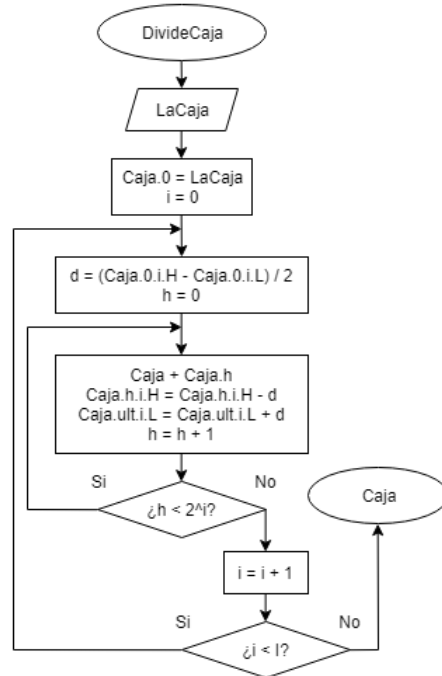 DivideCaja
LaCaja
Caja.0 = LaCaja
i = 0
d = (Caja.0.i.H - Caja.0.i.L) / 2
h = 0
Caja + Caja.h
Caja.h.i.H = Caja.h.i.H - d
Caja.ult.i.L = Caja.ult.i.L + d
h = h + 1
Si
No
¿h < 2^i?
Caja
i = i + 1
Si
No
¿i < I?